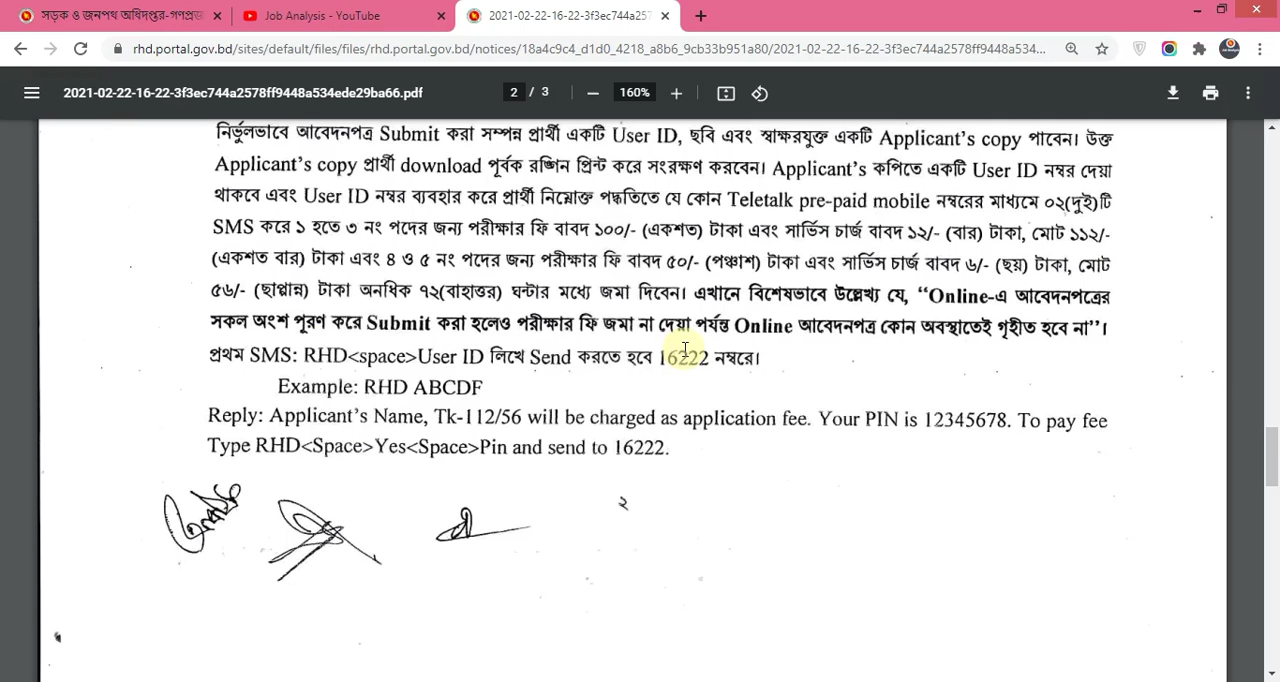 সড়ক ও জনপথ অধিদপ্তর-গণপ্রজ
Job Analysis - YouTube
2021-02-22-16-22-3f3ec744a257
rhd.portal.gov.bd/sites/default/files/files/rhd.portal.gov.bd/notices/18a4c9c4_d1d0_4218_a8b6_9cb33b951a80/2021-02-22-16-22-3f3ec744a2578ff9448a534...
2021-02-22-16-22-3f3ec744a2578ff9448a534ede29ba66.pdf
2 / 3
160%
নির্ভুলভাবে আবেদনপত্র Submit করা সম্পন্ন প্রার্থী একটি User ID, ছবি এবং স্বাক্ষরযুক্ত একটি Applicant's copy পাবেন। উক্ত
Applicant's copy প্রার্থী download পূর্বক রঙ্গিন প্রিন্ট করে সংরক্ষণ করবেন। Applicant's কপিতে একটি User ID নম্বর দেয়া
থাকবে এবং User ID নম্বর ব্যবহার করে প্রার্থী নিম্নোক্ত পদ্ধতিতে যে কোন Teletalk pre-paid mobile নম্বরের মাধ্যমে ০২(দুই)টি
SMS করে ১ হতে ৩ নং পদের জন্য পরীক্ষার ফি বাবদ ১০০/- (একশত) টাকা এবং সার্ভিস চার্জ বাবদ ১২/- (বার) টাকা, মোট ১১২/-
(একশত বার) টাকা এবং ৪ ও ৫ নং পদের জন্য পরীক্ষার ফি বাবদ ৫০/- (পঞ্চাশ) টাকা এবং সার্ভিস চার্জ বাবদ ৬/- (ছয়) টাকা, মোট
৫৬/- (ছাপ্পান্ন) টাকা অনধিক ৭২(বাহাত্তর) ঘন্টার মধ্যে জমা দিবেন। এখানে বিশেষভাবে উল্লেখ্য যে, “Online-এ আবেদনপত্রের
সকল অংশ পূরণ করে Submit করা হলেও পরীক্ষার ফি জমা না দেয়া পর্যন্ত Online আবেদনপত্র কোন অবস্থাতেই গৃহীত হবে না”।
প্রথম SMS: RHD<space>User ID লিখে Send করতে হবে 16222 নম্বরে।
Example: RHD ABCDF
Reply: Applicant's Name, Tk-112/56 will be charged as application fee. Your PIN is 12345678. To pay fee
Type RHD<Space>Yes<Space>Pin and send to 16222.
২